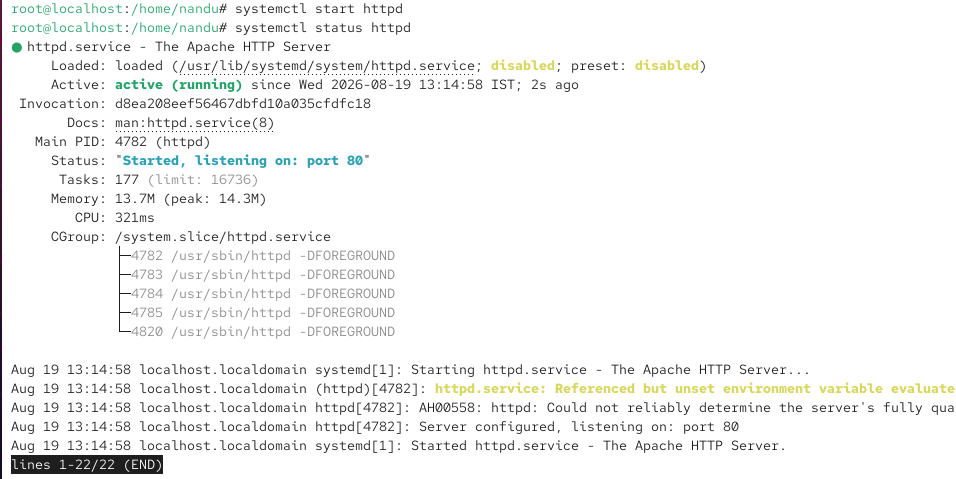 root@localhost:/home/nandu# systemctl start httpd
root@localhost:/home/nandu# systemctl status httpd
● httpd.service - The Apache HTTP Server
     Loaded: loaded (/usr/lib/systemd/system/httpd.service; disabled; preset: disabled)
     Active: active (running) since Wed 2026-08-19 13:14:58 IST; 2s ago
 Invocation: d8ea208eef56467dbfd10a035cfdfc18
       Docs: man:httpd.service(8)
   Main PID: 4782 (httpd)
     Status: "Started, listening on: port 80"
      Tasks: 177 (limit: 16736)
     Memory: 13.7M (peak: 14.3M)
        CPU: 321ms
     CGroup: /system.slice/httpd.service
             ├─4782 /usr/sbin/httpd -DFOREGROUND
             ├─4783 /usr/sbin/httpd -DFOREGROUND
             ├─4784 /usr/sbin/httpd -DFOREGROUND
             ├─4785 /usr/sbin/httpd -DFOREGROUND
             └─4820 /usr/sbin/httpd -DFOREGROUND

Aug 19 13:14:58 localhost.localdomain systemd[1]: Starting httpd.service - The Apache HTTP Server...
Aug 19 13:14:58 localhost.localdomain (httpd)[4782]: httpd.service: Referenced but unset environment variable evaluate
Aug 19 13:14:58 localhost.localdomain httpd[4782]: AH00558: httpd: Could not reliably determine the server's fully qua
Aug 19 13:14:58 localhost.localdomain httpd[4782]: Server configured, listening on: port 80
Aug 19 13:14:58 localhost.localdomain systemd[1]: Started httpd.service - The Apache HTTP Server.
lines 1-22/22 (END)